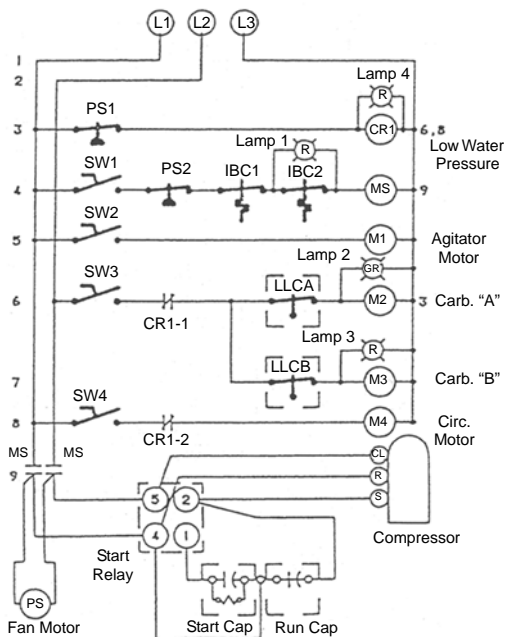 L1 L2 L3
1
2
Lamp 4
R
PS1
3 CR1 6,8
Low Water
Pressure
Lamp 1
R
SW1
PS2 IBC1 IBC2
4 MS 9
SW2
5 M1 Agitator
Motor
Lamp 2
GR
SW3
LLCA
6 M2 3 Carb. “A”
CR1-1
Lamp 3
R
LLCB
7 M3 Carb. “B”
SW4
8 M4 Circ.
Motor
CR1-2
MS MS
CL
9 R
S
5 2
4 1
Compressor
Start
Relay
PS
Fan Motor Start Cap Run Cap